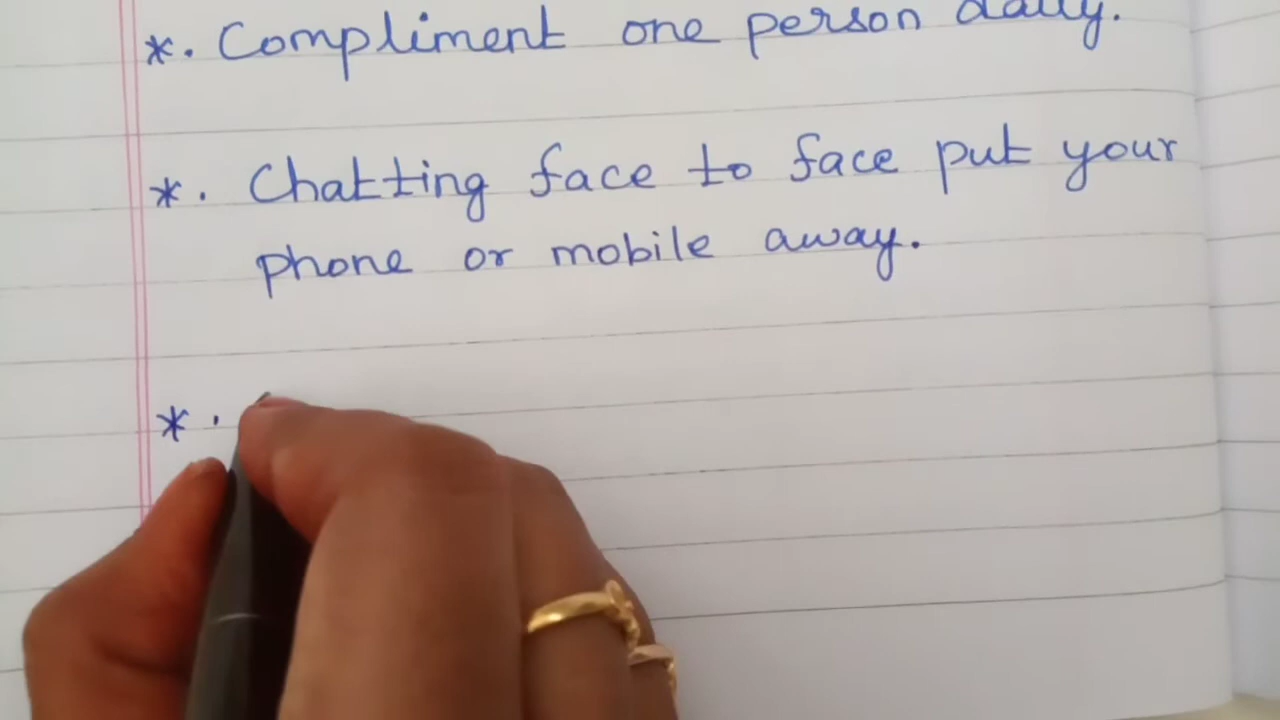 *. Compliment one person daily.
*. Chatting face to face put your
phone or mobile away.
*.